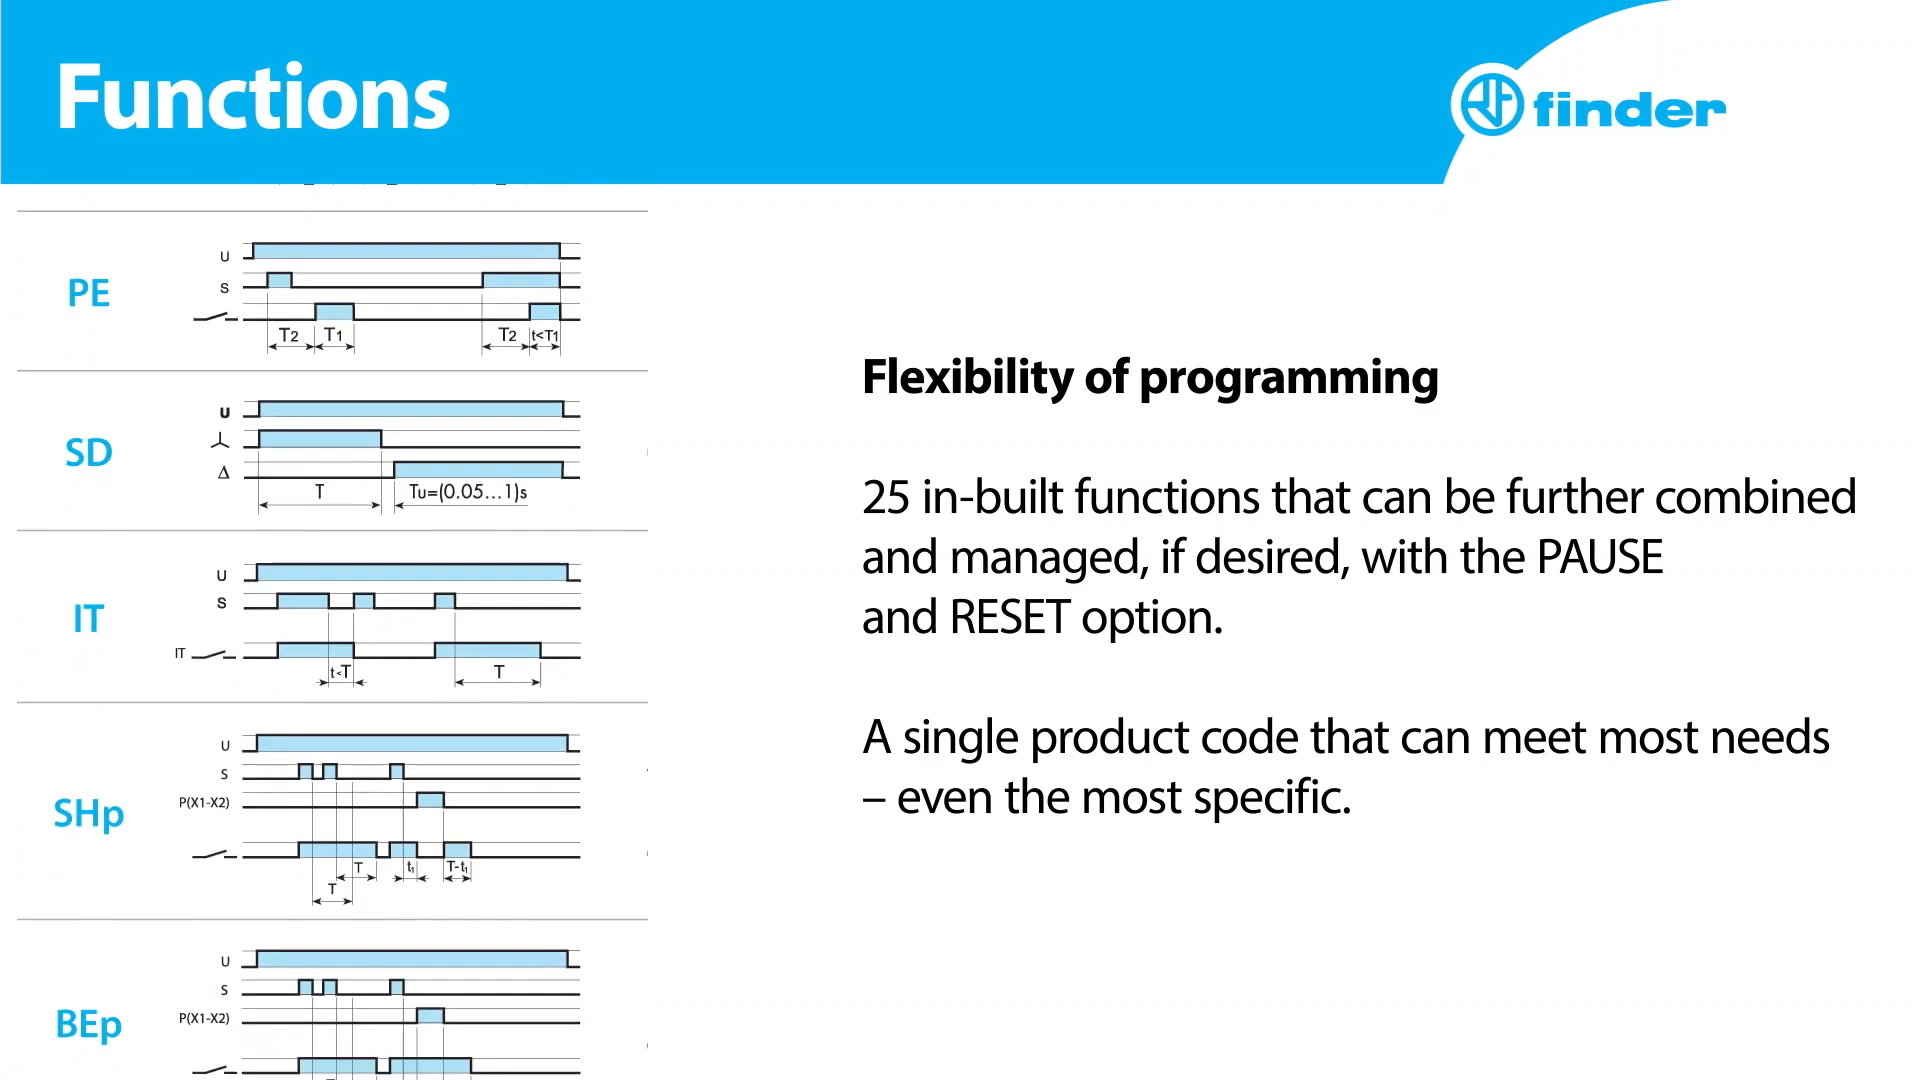 Functions
finder
PE
U
S
T2 T1 T2 t<T1
SD
U
Δ
T Tu=(0.05...1)s
IT
U
S
IT
t<T T
SHp
U
S
P(X1-X2)
T t1 T-t1
T
BEp
U
S
P(X1-X2)
Flexibility of programming
25 in-built functions that can be further combined
and managed, if desired, with the PAUSE
and RESET option.
A single product code that can meet most needs
– even the most specific.